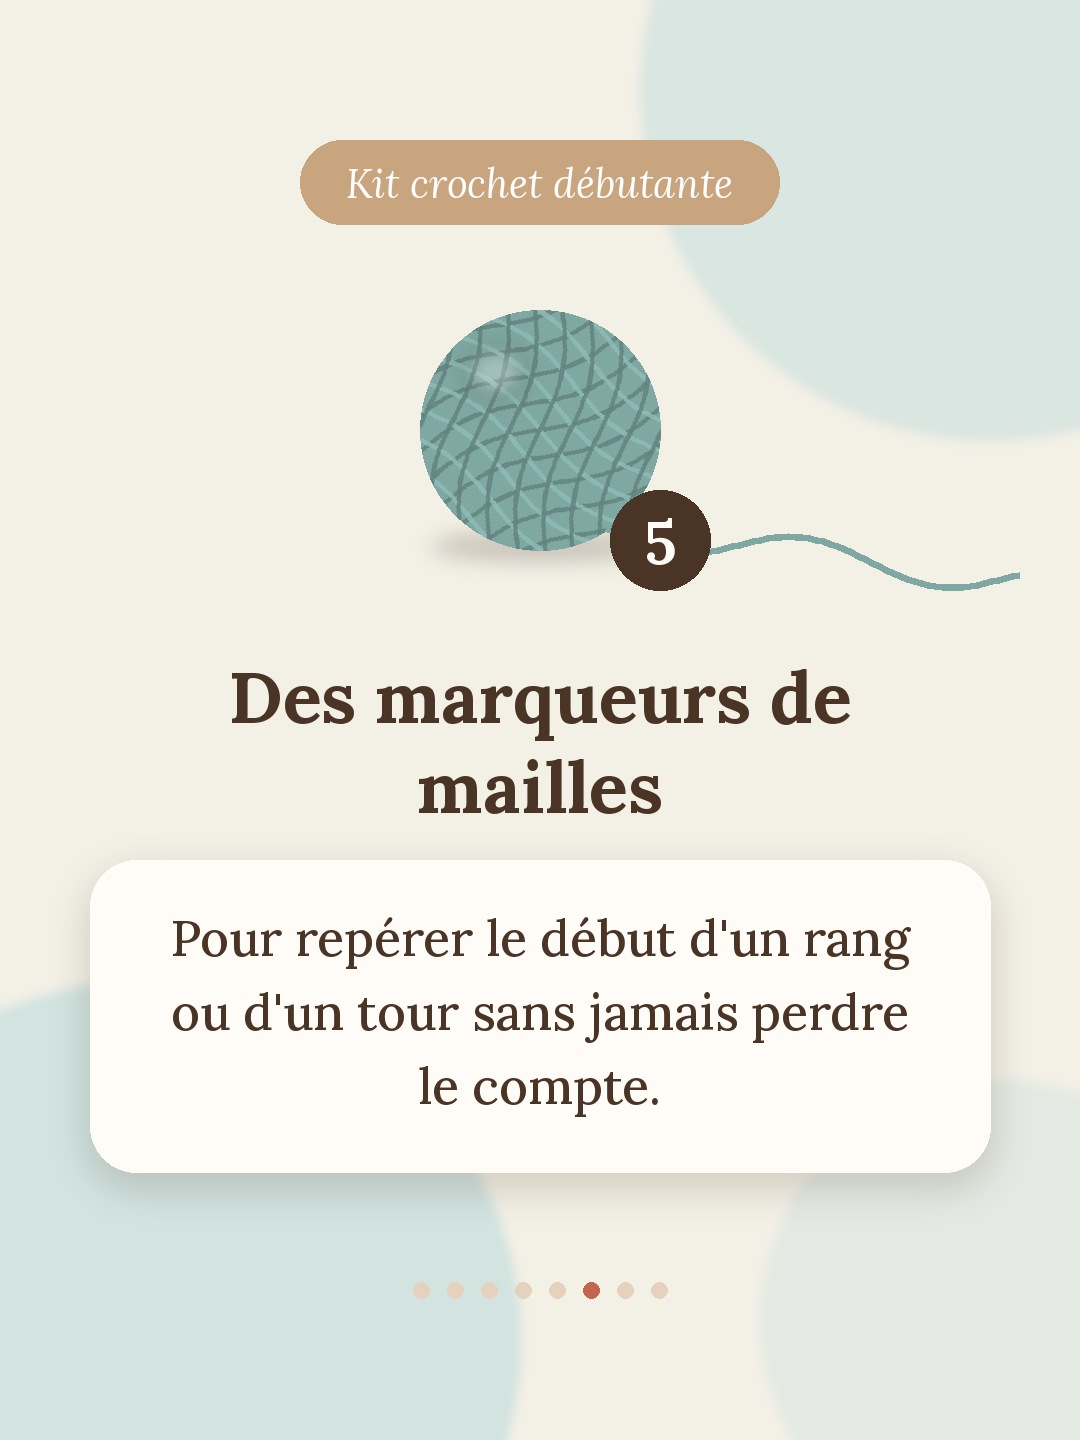 Kit crochet débutante
5
Des marqueurs de
mailles
Pour repérer le début d'un rang
ou d'un tour sans jamais perdre
le compte.